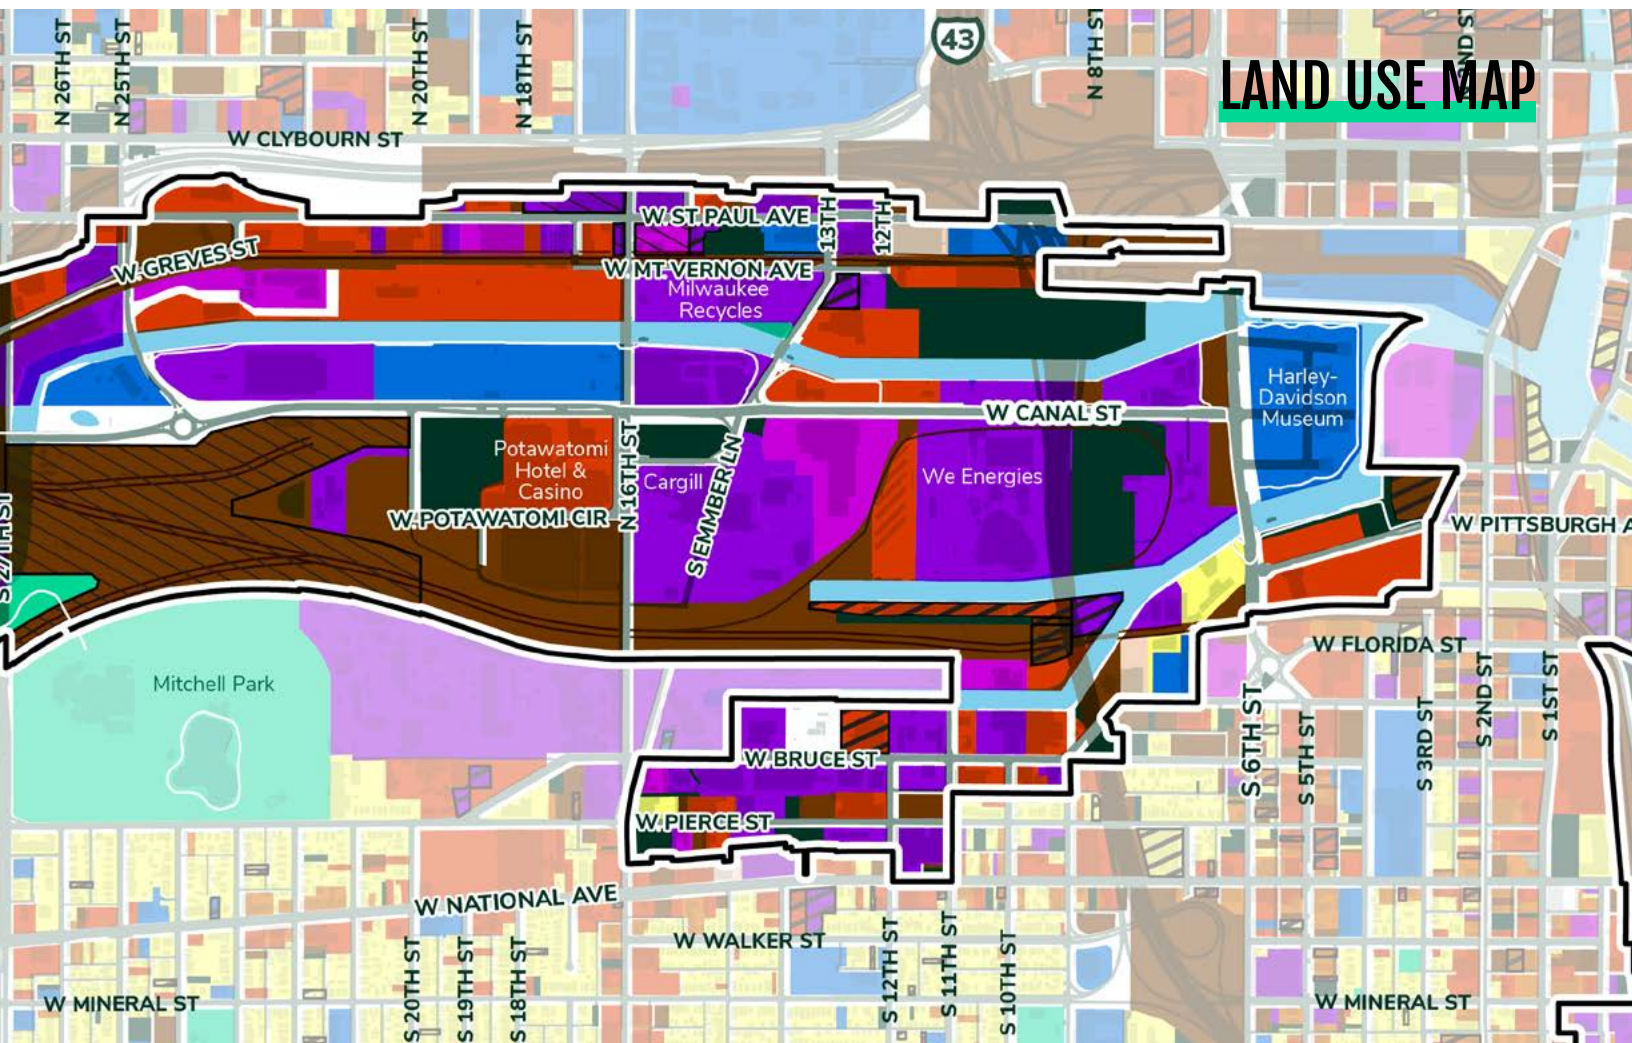 N 26TH ST
N 25TH ST
N 20TH ST
N 18TH ST
43
N 8TH ST
LAND USE MAP
W CLYBOURN ST
W ST PAUL AVE
13TH
12TH
W GREVES ST
W MT VERNON AVE
Milwaukee
Recycles
Harley-
Davidson
Museum
W CANAL ST
Potawatomi
Hotel &
Casino
N 16TH ST
Cargill
S EMMBER LN
We Energies
W POTAWATOMI CIR
W PITTSBURGH A
S 27TH ST
W FLORIDA ST
Mitchell Park
S 6TH ST
S 5TH ST
S 3RD ST
S 2ND ST
S 1ST ST
W BRUCE ST
W PIERCE ST
W NATIONAL AVE
W WALKER ST
S 20TH ST
S 19TH ST
S 18TH ST
S 12TH ST
S 11TH ST
S 10TH ST
W MINERAL ST
W MINERAL ST